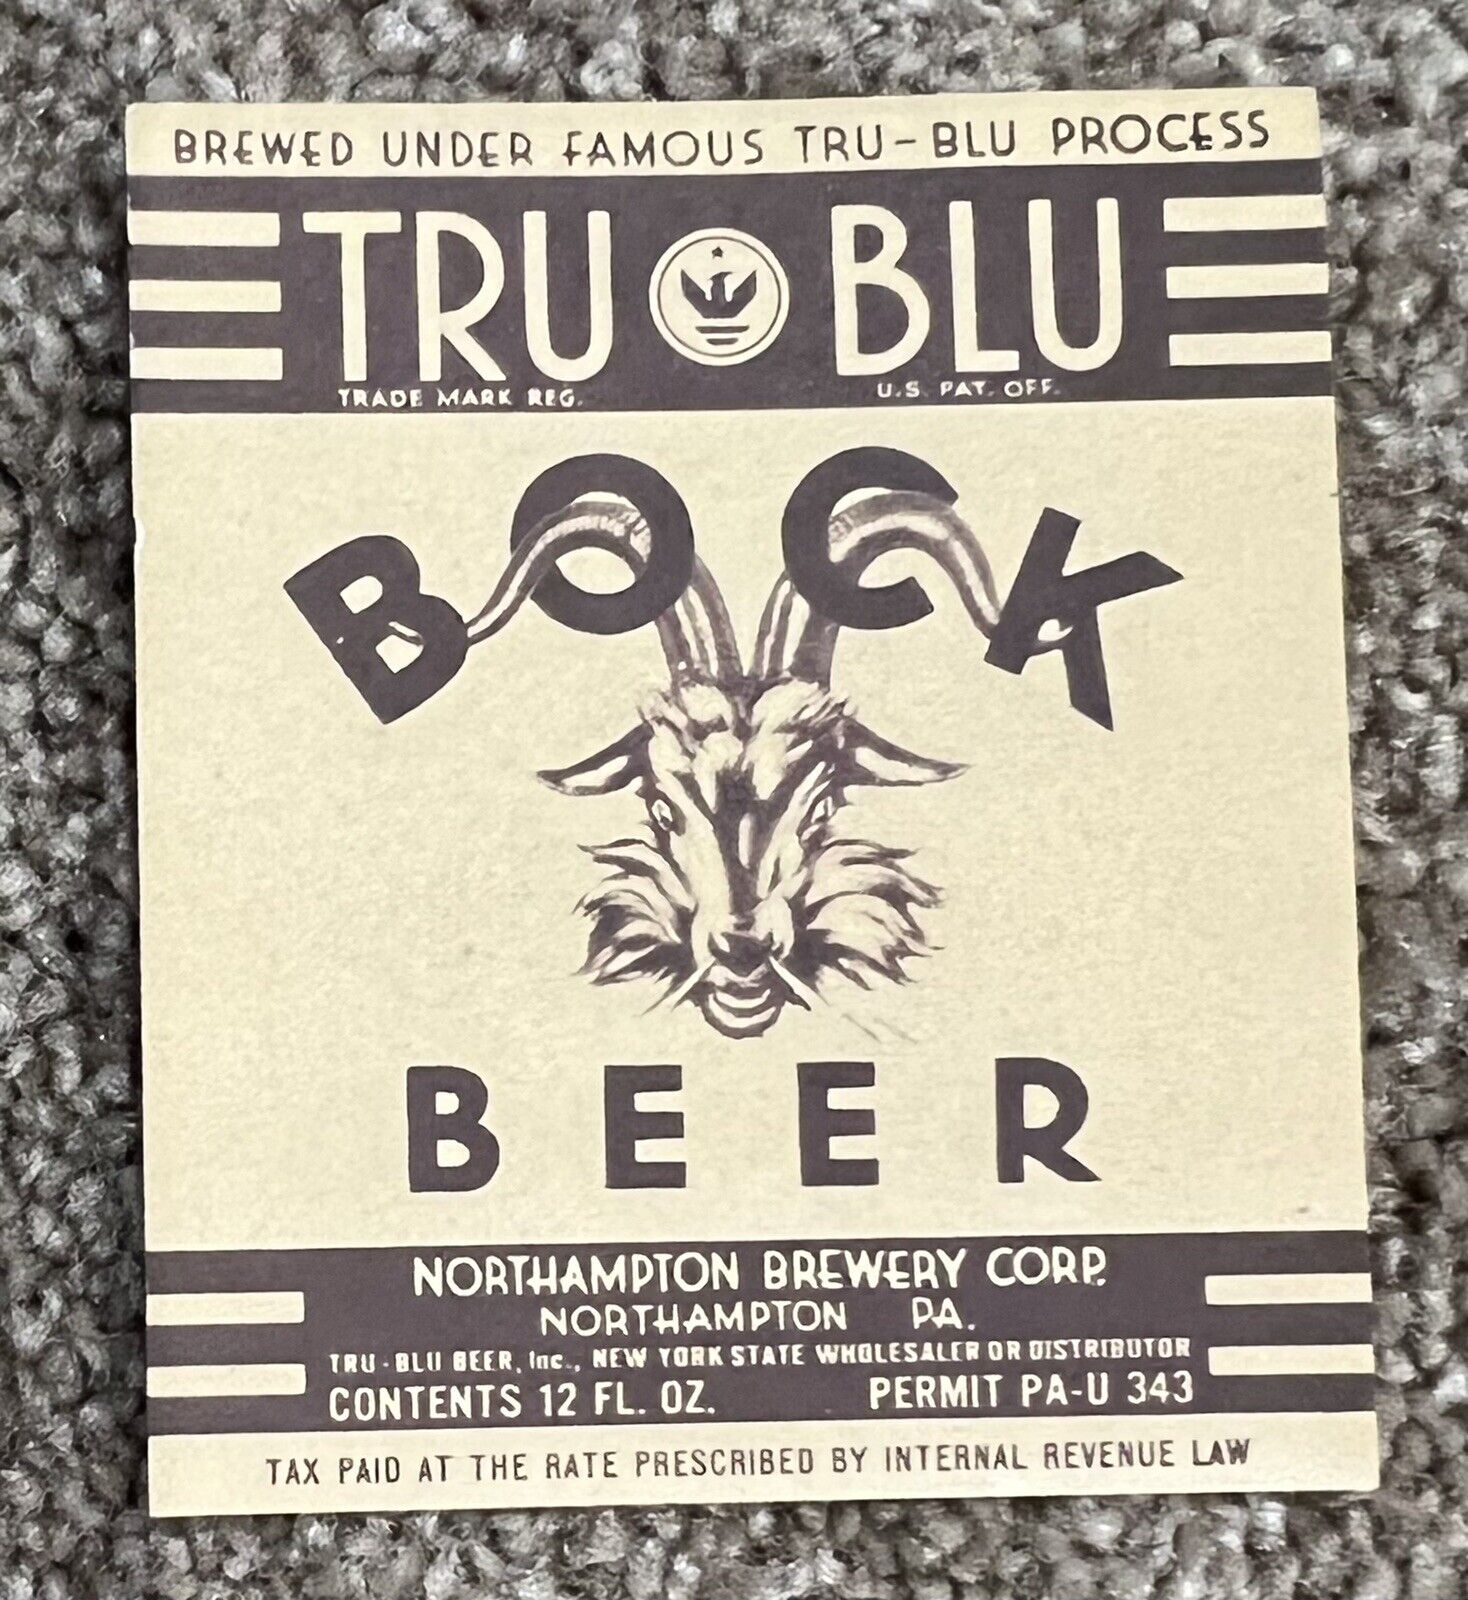 BREWED UNDER FAMOUS TRU-BLU PROCESS
TRU BLU
TRADE MARK REG. U.S. PAT. OFF.
BOCK
BEER
NORTHAMPTON BREWERY CORP.
NORTHAMPTON PA.
TRU-BLU BEER, Inc., NEW YORK STATE WHOLESALER OR DISTRIBUTOR
CONTENTS 12 FL. OZ. PERMIT PA-U 343
TAX PAID AT THE RATE PRESCRIBED BY INTERNAL REVENUE LAW